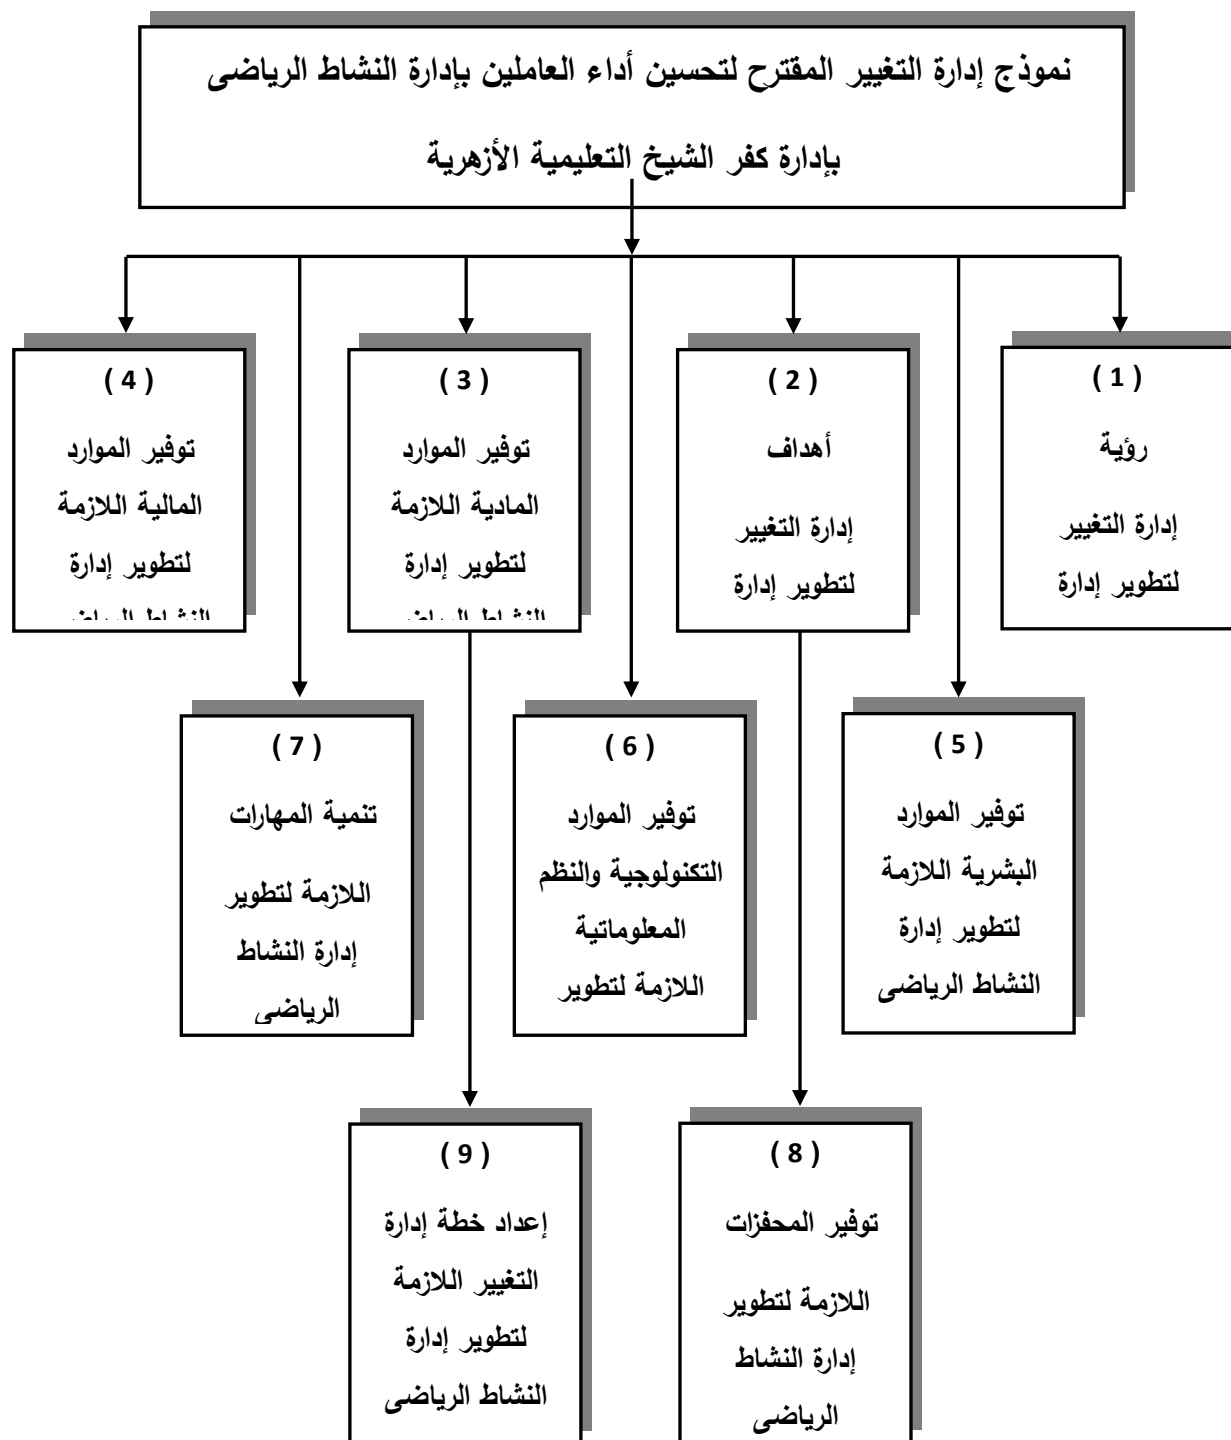 نموذج إدارة التغيير المقترح لتحسين أداء العاملين بإدارة النشاط الرياضى
بإدارة كفر الشيخ التعليمية الأزهرية
( 1 )
رؤية
إدارة التغيير
لتطوير إدارة
( 2 )
أهداف
إدارة التغيير
لتطوير إدارة
( 3 )
توفير الموارد
المادية اللازمة
لتطوير إدارة
( 4 )
توفير الموارد
المالية اللازمة
لتطوير إدارة
( 5 )
توفير الموارد
البشرية اللازمة
لتطوير إدارة
النشاط الرياضى
( 6 )
توفير الموارد
التكنولوجية والنظم
المعلوماتية
اللازمة لتطوير
( 7 )
تنمية المهارات
اللازمة لتطوير
إدارة النشاط
الرياضى
( 8 )
توفير المحفزات
اللازمة لتطوير
إدارة النشاط
الرياضى
( 9 )
إعداد خطة إدارة
التغيير اللازمة
لتطوير إدارة
النشاط الرياضى